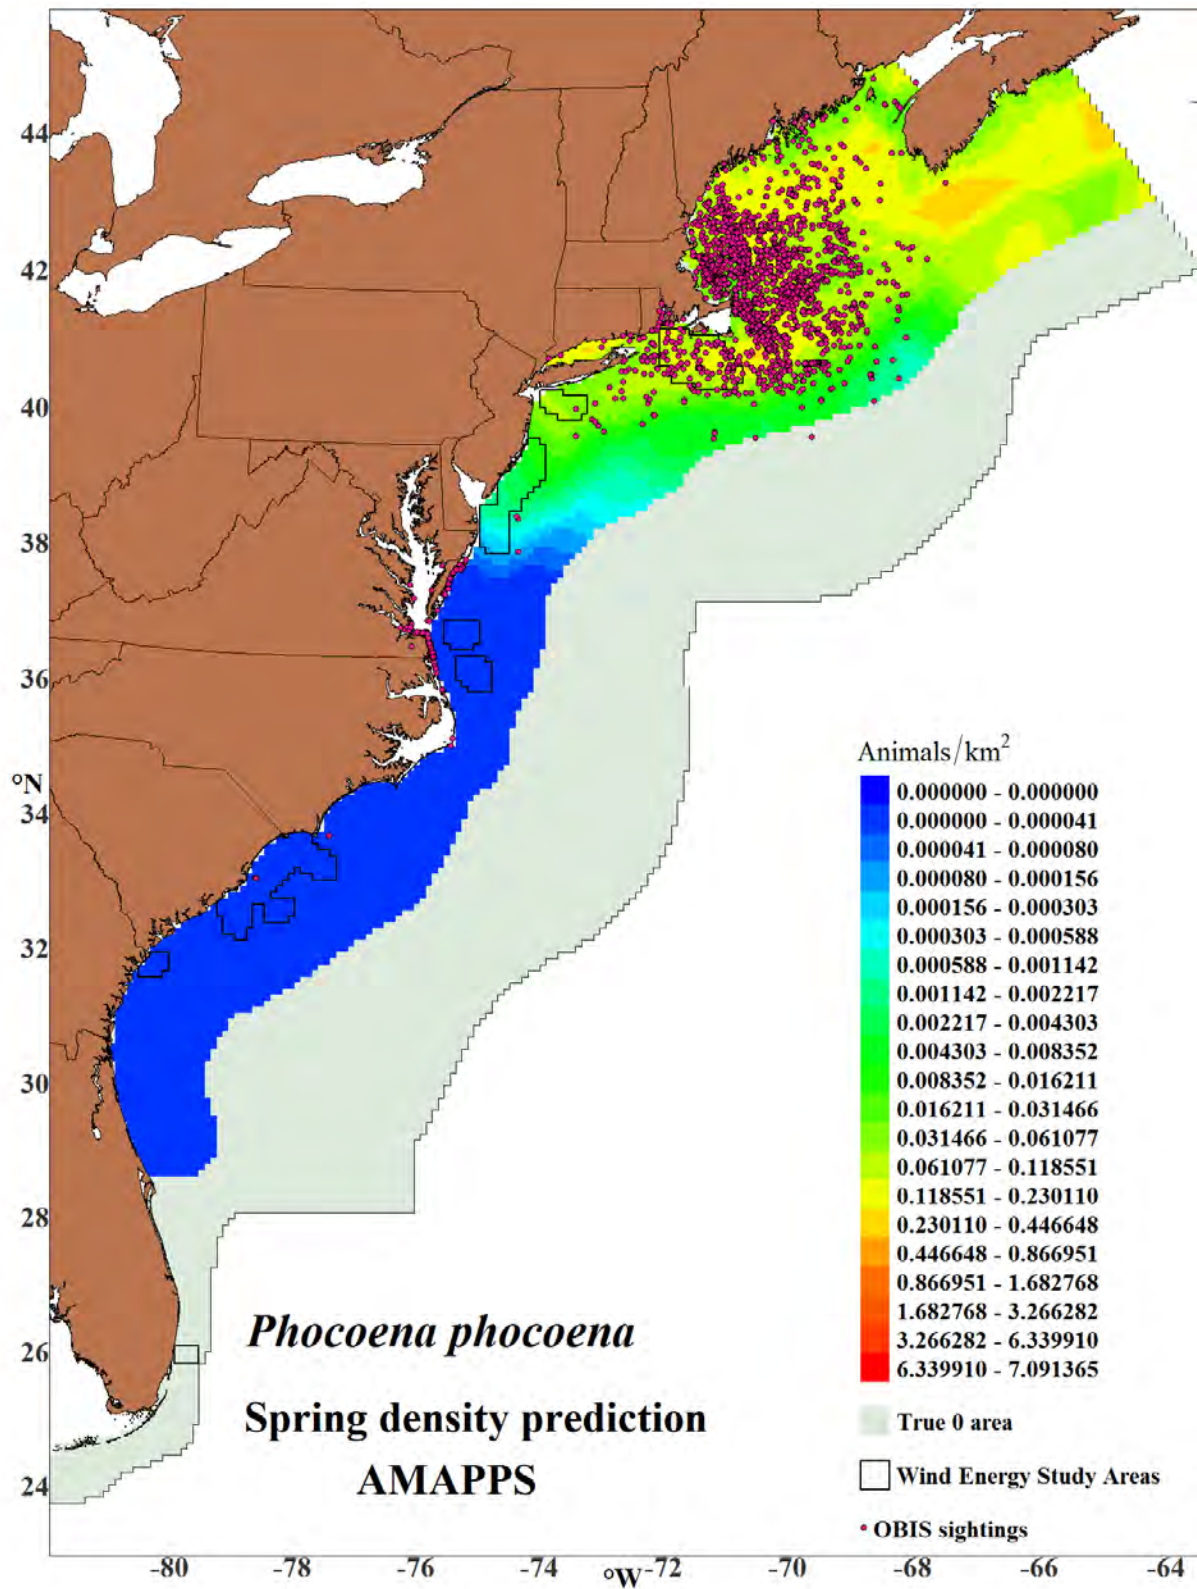 44
42
40
38
36
°N
34
32
30
28
26
24
Animals/km²
0.000000 - 0.000000
0.000000 - 0.000041
0.000041 - 0.000080
0.000080 - 0.000156
0.000156 - 0.000303
0.000303 - 0.000588
0.000588 - 0.001142
0.001142 - 0.002217
0.002217 - 0.004303
0.004303 - 0.008352
0.008352 - 0.016211
0.016211 - 0.031466
0.031466 - 0.061077
0.061077 - 0.118551
0.118551 - 0.230110
0.230110 - 0.446648
0.446648 - 0.866951
0.866951 - 1.682768
1.682768 - 3.266282
3.266282 - 6.339910
6.339910 - 7.091365
True 0 area
Wind Energy Study Areas
OBIS sightings
Phocoena phocoena
Spring density prediction
AMAPPS
-80 -78 -76 -74 -72 -70 -68 -66 -64
°W